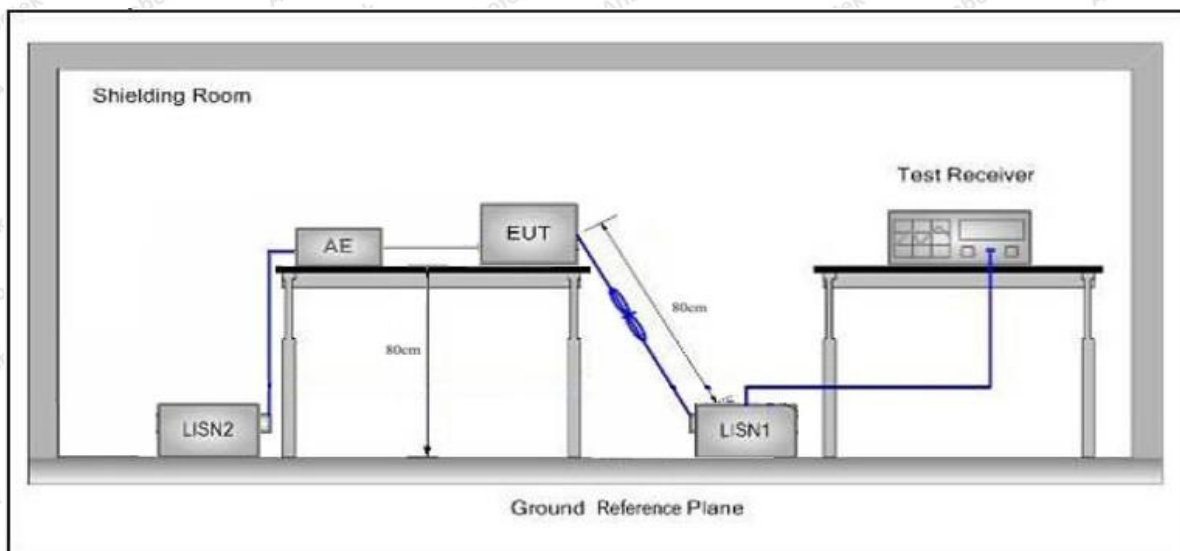 Shielding Room
Test Receiver
AE
EUT
80cm
80cm
LISN2
LISN1
Ground Reference Plane